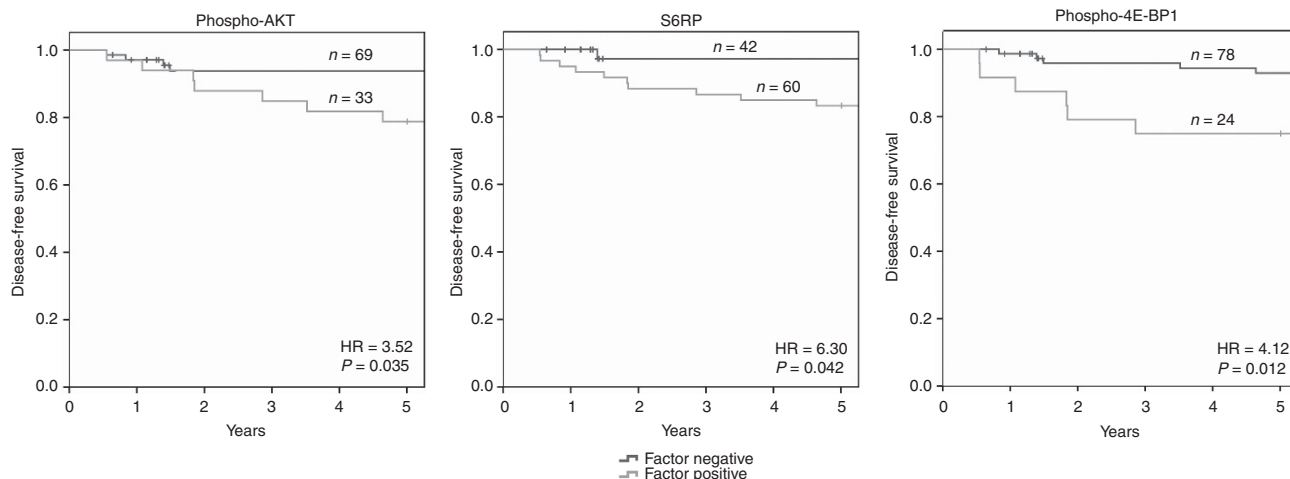 Phospho-AKT
Disease-free survival
1.0
0.8
0.6
0.4
0.2
0.0
n = 69
n = 33
HR = 3.52
P = 0.035
0 1 2 3 4 5
Years
S6RP
Disease-free survival
1.0
0.8
0.6
0.4
0.2
0.0
n = 42
n = 60
HR = 6.30
P = 0.042
0 1 2 3 4 5
Years
Phospho-4E-BP1
Disease-free survival
1.0
0.8
0.6
0.4
0.2
0.0
n = 78
n = 24
HR = 4.12
P = 0.012
0 1 2 3 4 5
Years
Factor negative
Factor positive